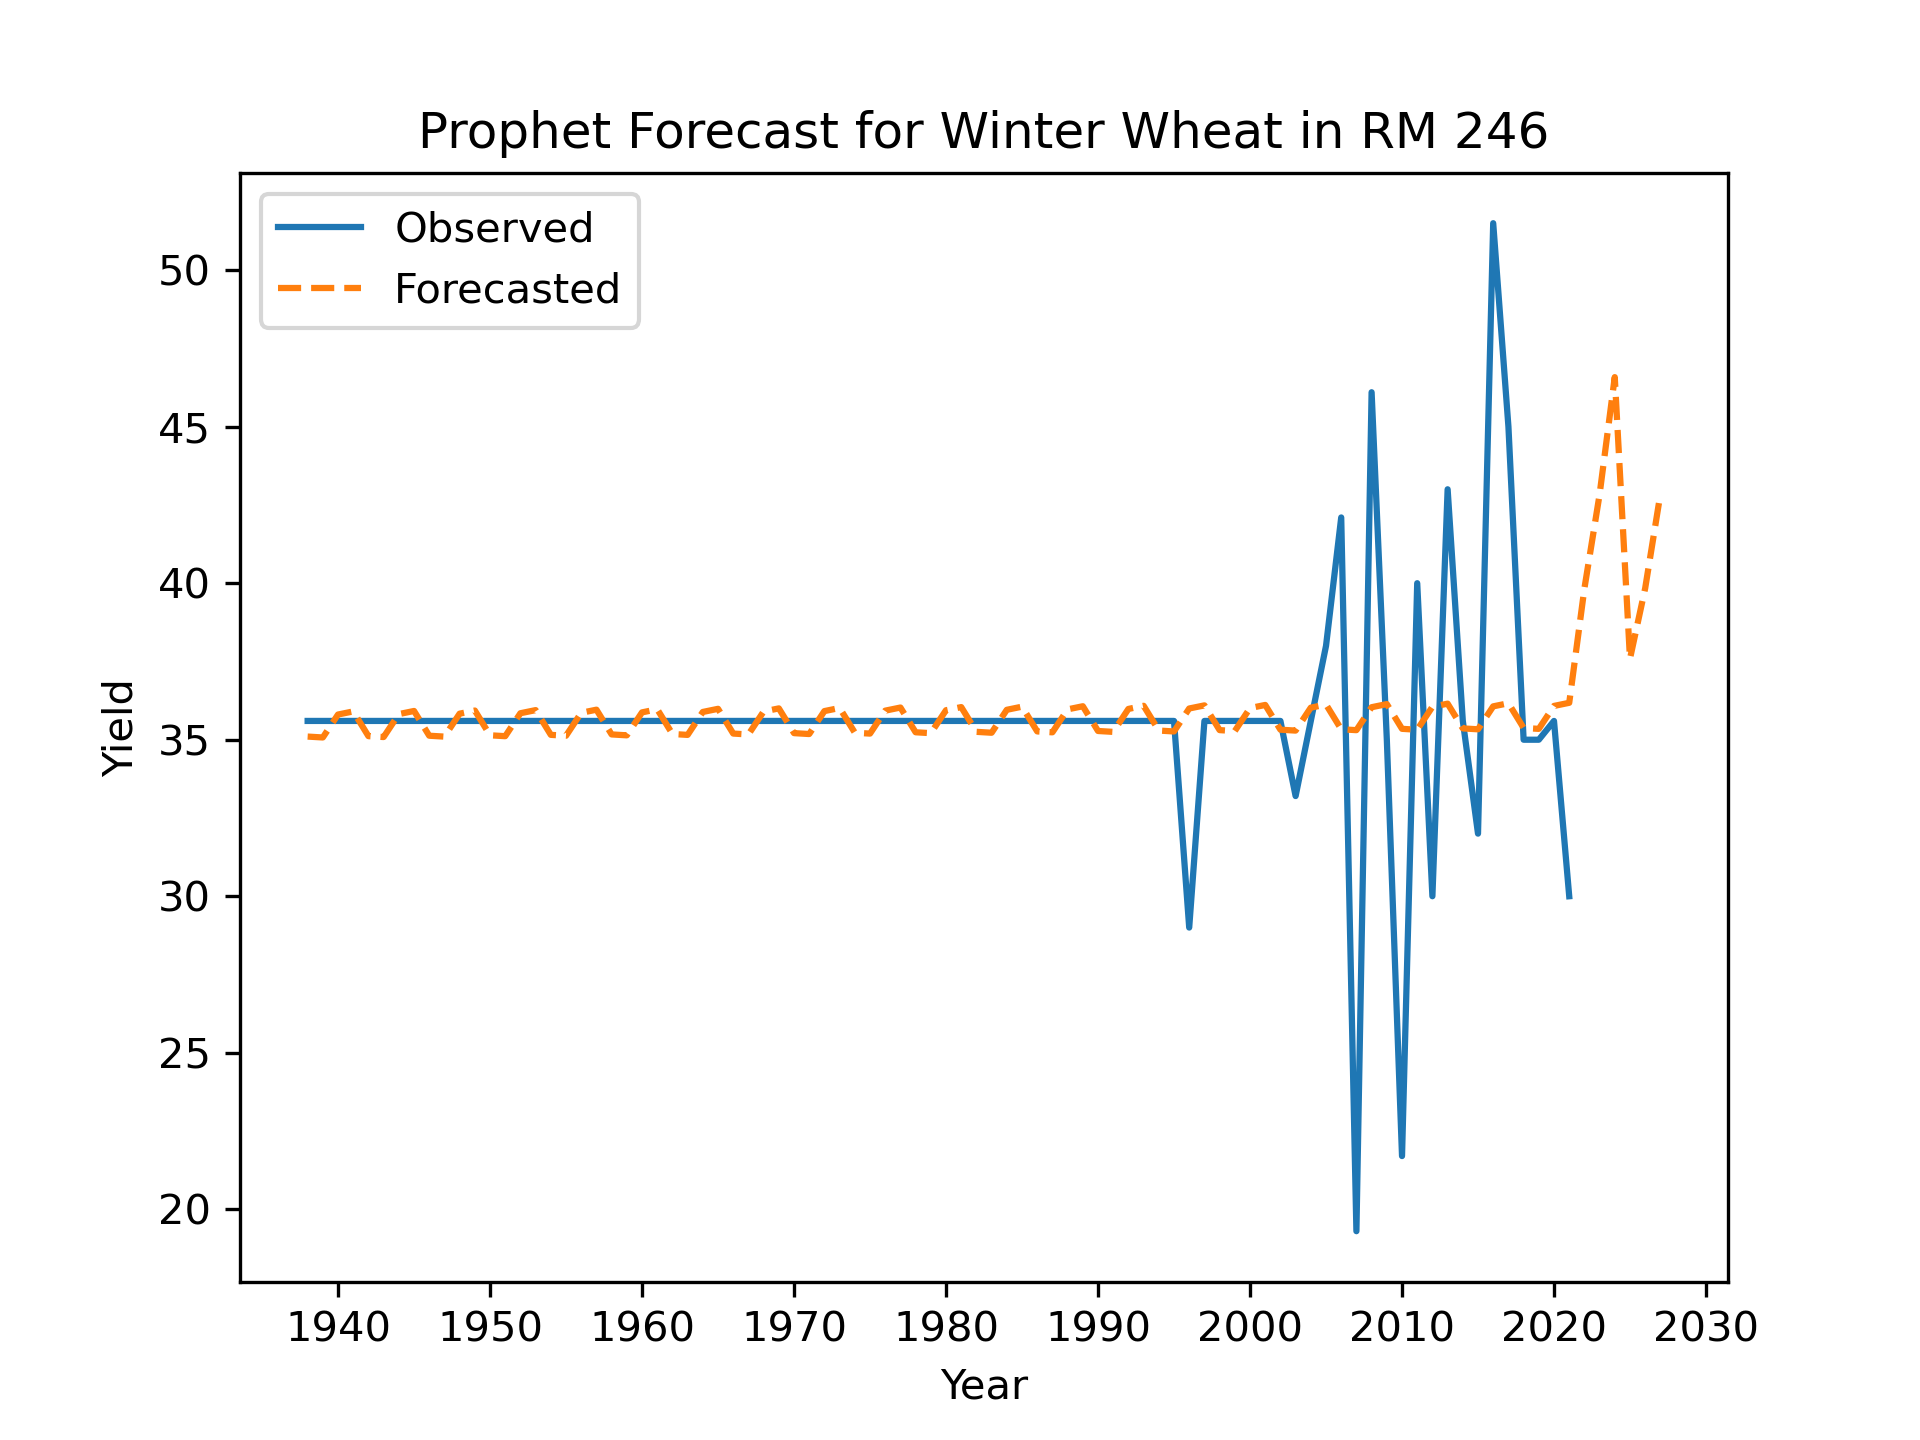 Prophet Forecast for Winter Wheat in RM 246
Observed
Forecasted
50
45
40
35
30
25
20
Yield
1940 1950 1960 1970 1980 1990 2000 2010 2020 2030
Year